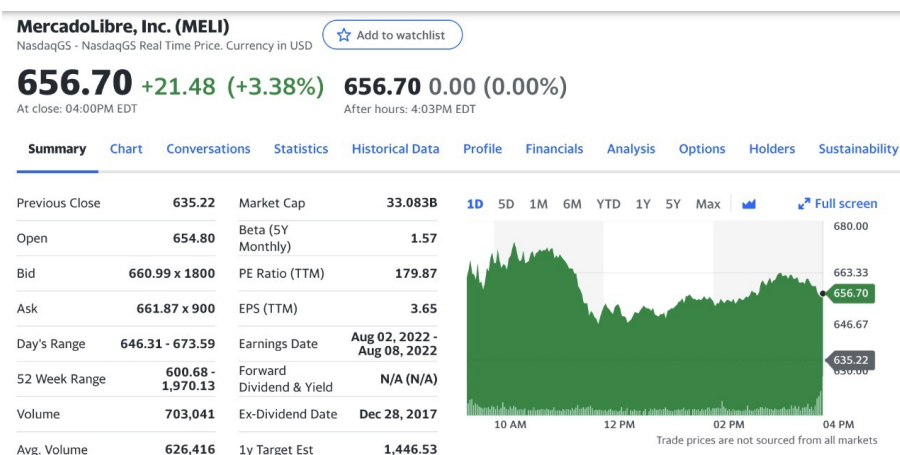 MercadoLibre, Inc. (MELI)
NasdaqGS - NasdaqGS Real Time Price. Currency in USD
Add to watchlist
656.70 +21.48 (+3.38%) 656.70 0.00 (0.00%)
At close: 04:00PM EDT After hours: 4:03PM EDT
Summary Chart Conversations Statistics Historical Data Profile Financials Analysis Options Holders Sustainability
Previous Close 635.22
Open 654.80
Bid 660.99 x 1800
Ask 661.87 x 900
Day's Range 646.31 - 673.59
52 Week Range 600.68 -
1,970.13
Volume 703,041
Avg. Volume 626,416
Market Cap 33.083B
Beta (5Y
Monthly) 1.57
PE Ratio (TTM) 179.87
EPS (TTM) 3.65
Earnings Date Aug 02, 2022 -
Aug 08, 2022
Forward
Dividend & Yield N/A (N/A)
Ex-Dividend Date Dec 28, 2017
1y Target Est 1,446.53
1D 5D 1M 6M YTD 1Y 5Y Max Full screen
680.00
663.33
656.70
646.67
635.22
630.00
10 AM 12 PM 02 PM 04 PM
Trade prices are not sourced from all markets